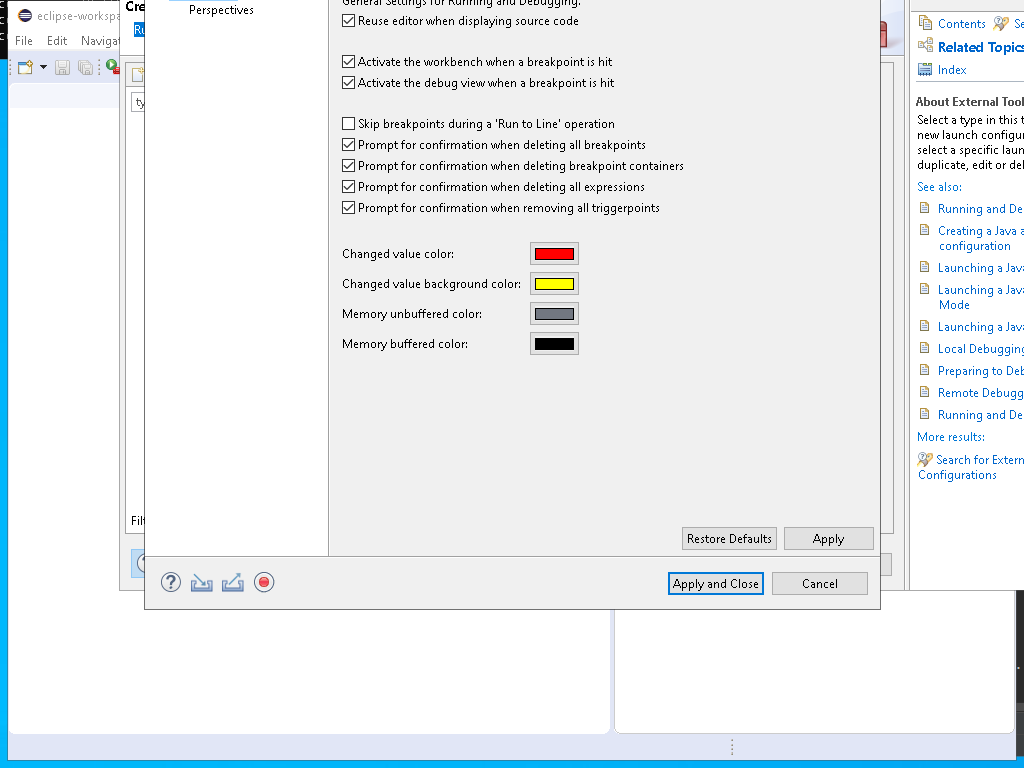 eclipse-workspa
File Edit Navigat
Cre
Ru
ty
Filt
Perspectives
General Settings for Running and Debugging.
Reuse editor when displaying source code
Activate the workbench when a breakpoint is hit
Activate the debug view when a breakpoint is hit
Skip breakpoints during a 'Run to Line' operation
Prompt for confirmation when deleting all breakpoints
Prompt for confirmation when deleting breakpoint containers
Prompt for confirmation when deleting all expressions
Prompt for confirmation when removing all triggerpoints
Changed value color:
Changed value background color:
Memory unbuffered color:
Memory buffered color:
Restore Defaults Apply
Apply and Close Cancel
Contents Se
Related Topics
Index
About External Tool
Select a type in this t
new launch configur
select a specific laun
duplicate, edit or del
See also:
Running and De
Creating a Java a
configuration
Launching a Java
Launching a Java
Mode
Launching a Java
Local Debugging
Preparing to Deb
Remote Debugg
Running and De
More results:
Search for Extern
Configurations